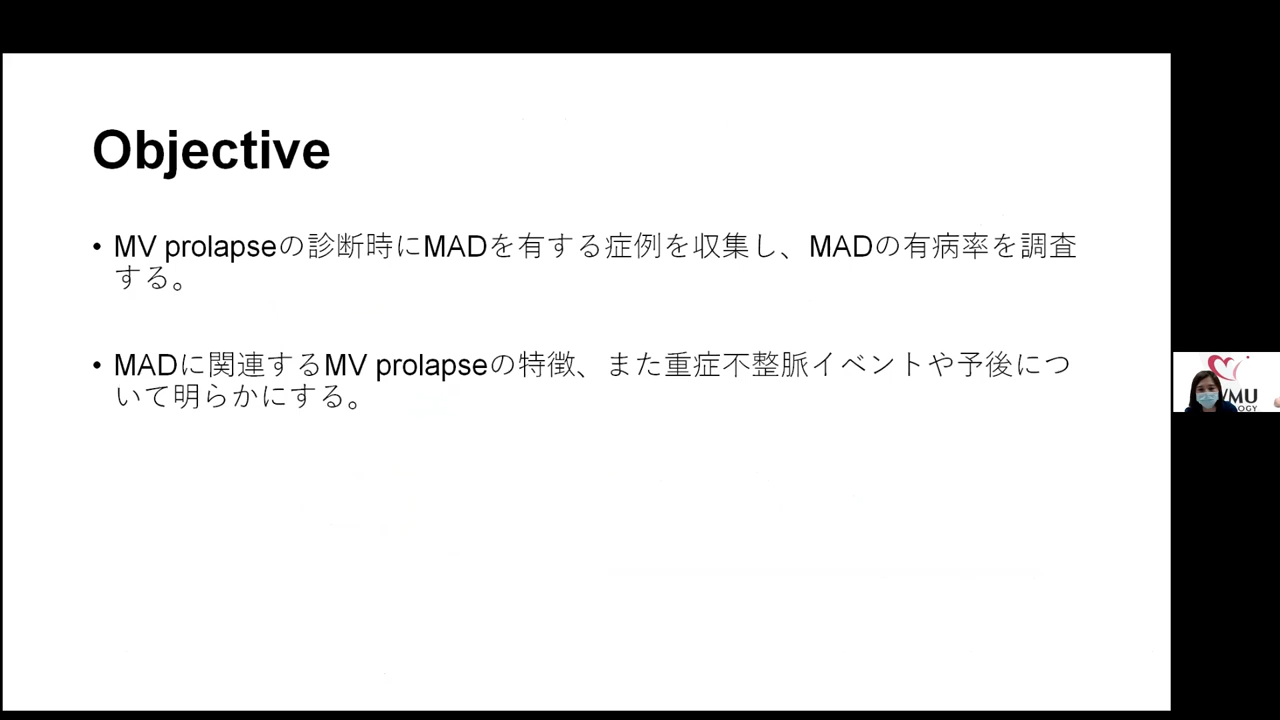 Objective
• MV prolapseの診断時にMADを有する症例を収集し、MADの有病率を調査
する。
• MADに関連するMV prolapseの特徴、また重症不整脈イベントや予後につ
いて明らかにする。